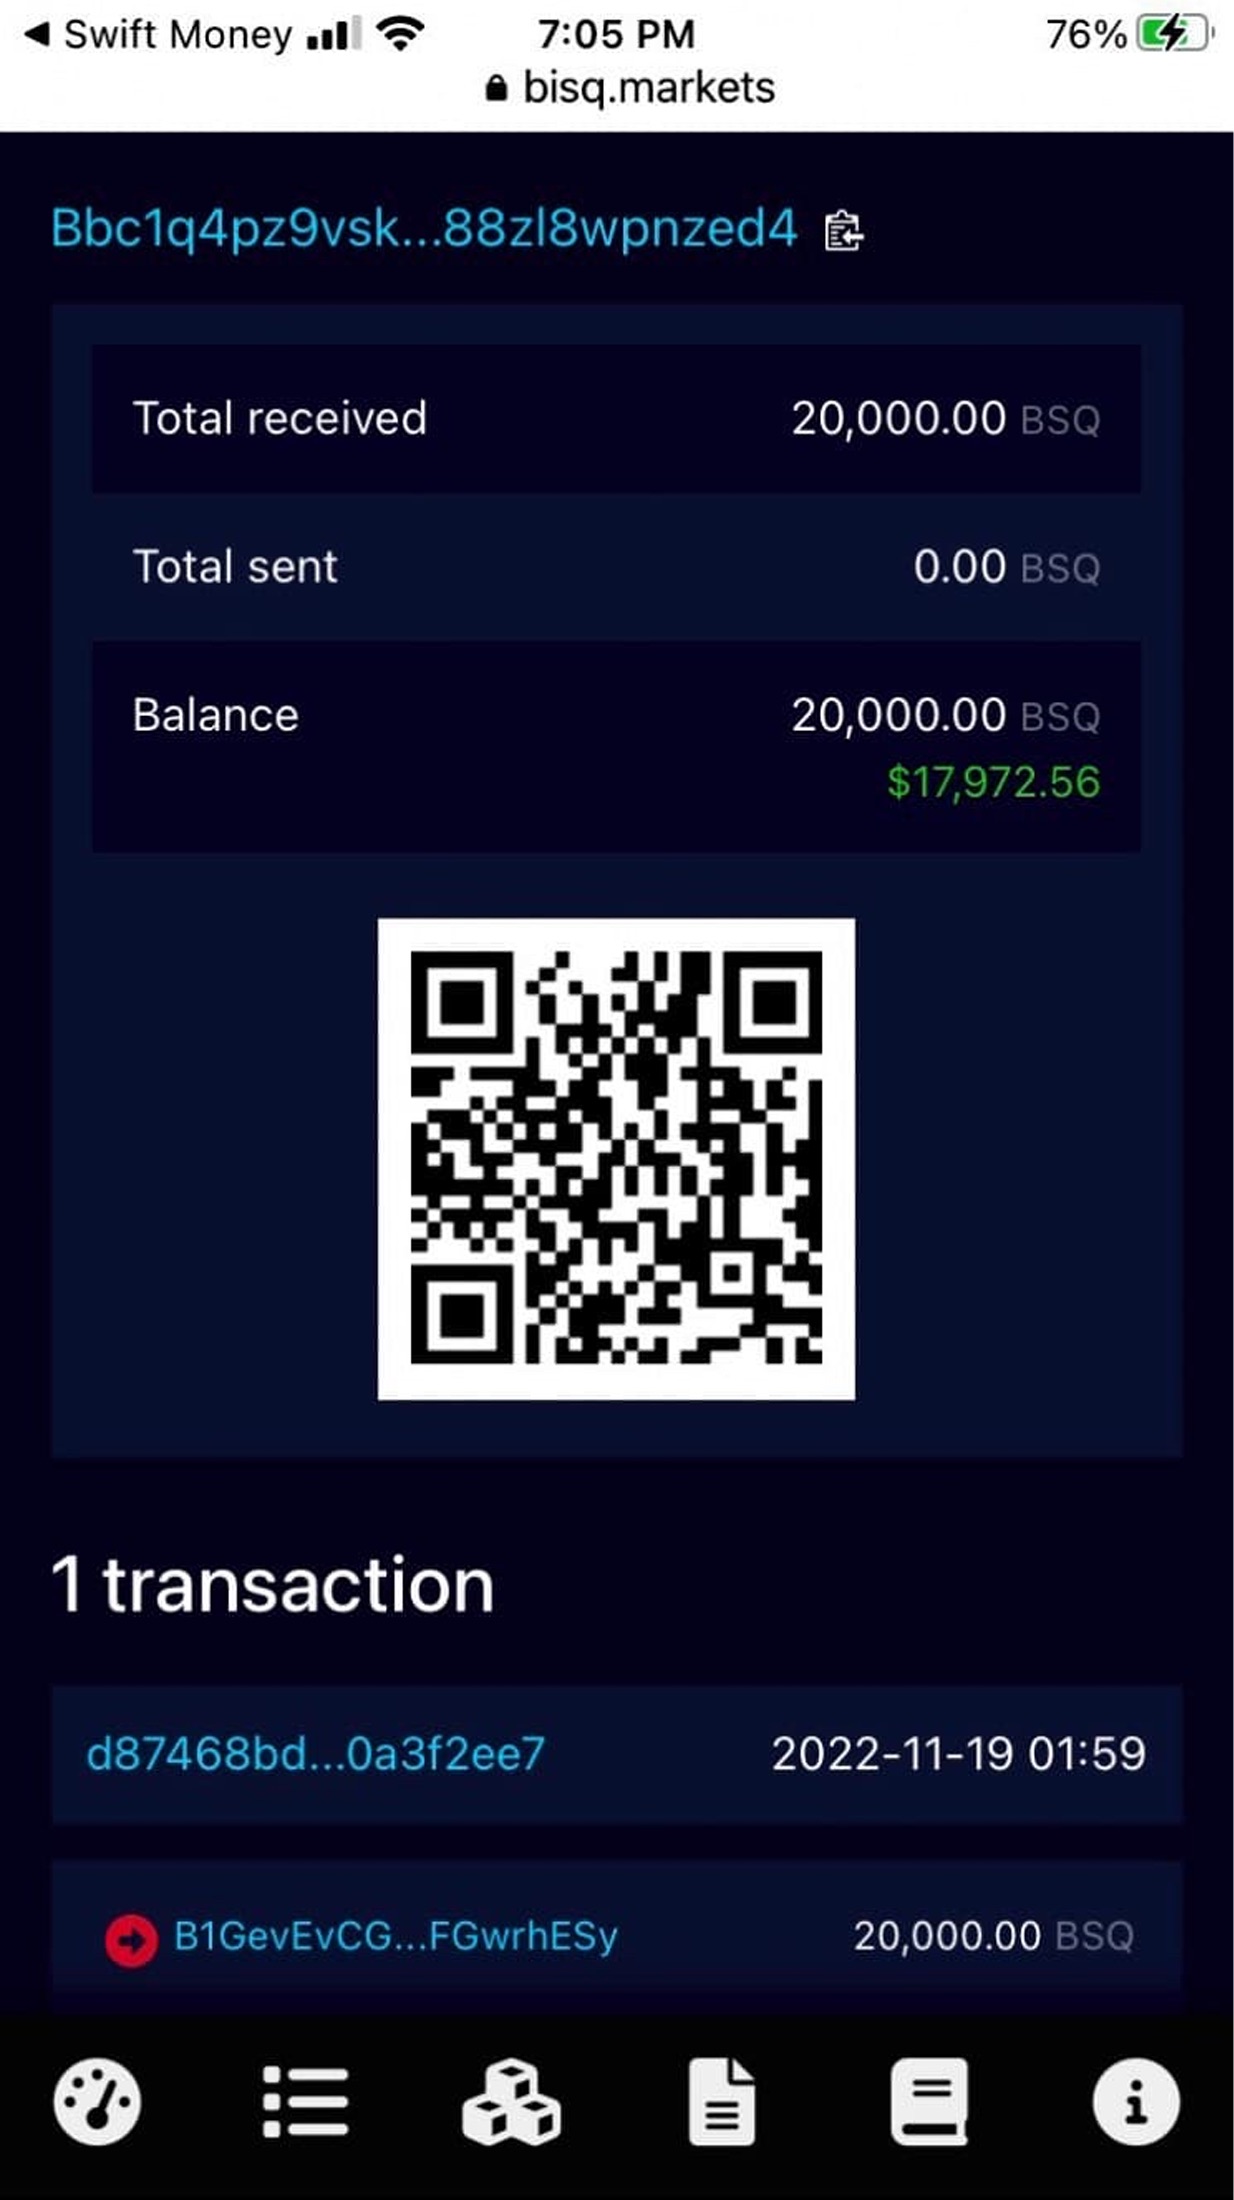 ◀ Swift Money 7:05 PM 76%
bisq.markets
Bbc1q4pz9vsk...88zl8wpnzed4
Total received 20,000.00 BSQ
Total sent 0.00 BSQ
Balance 20,000.00 BSQ
$17,972.56
1 transaction
d87468bd...0a3f2ee7 2022-11-19 01:59
B1GevEvCG...FGwrhESy 20,000.00 BSQ